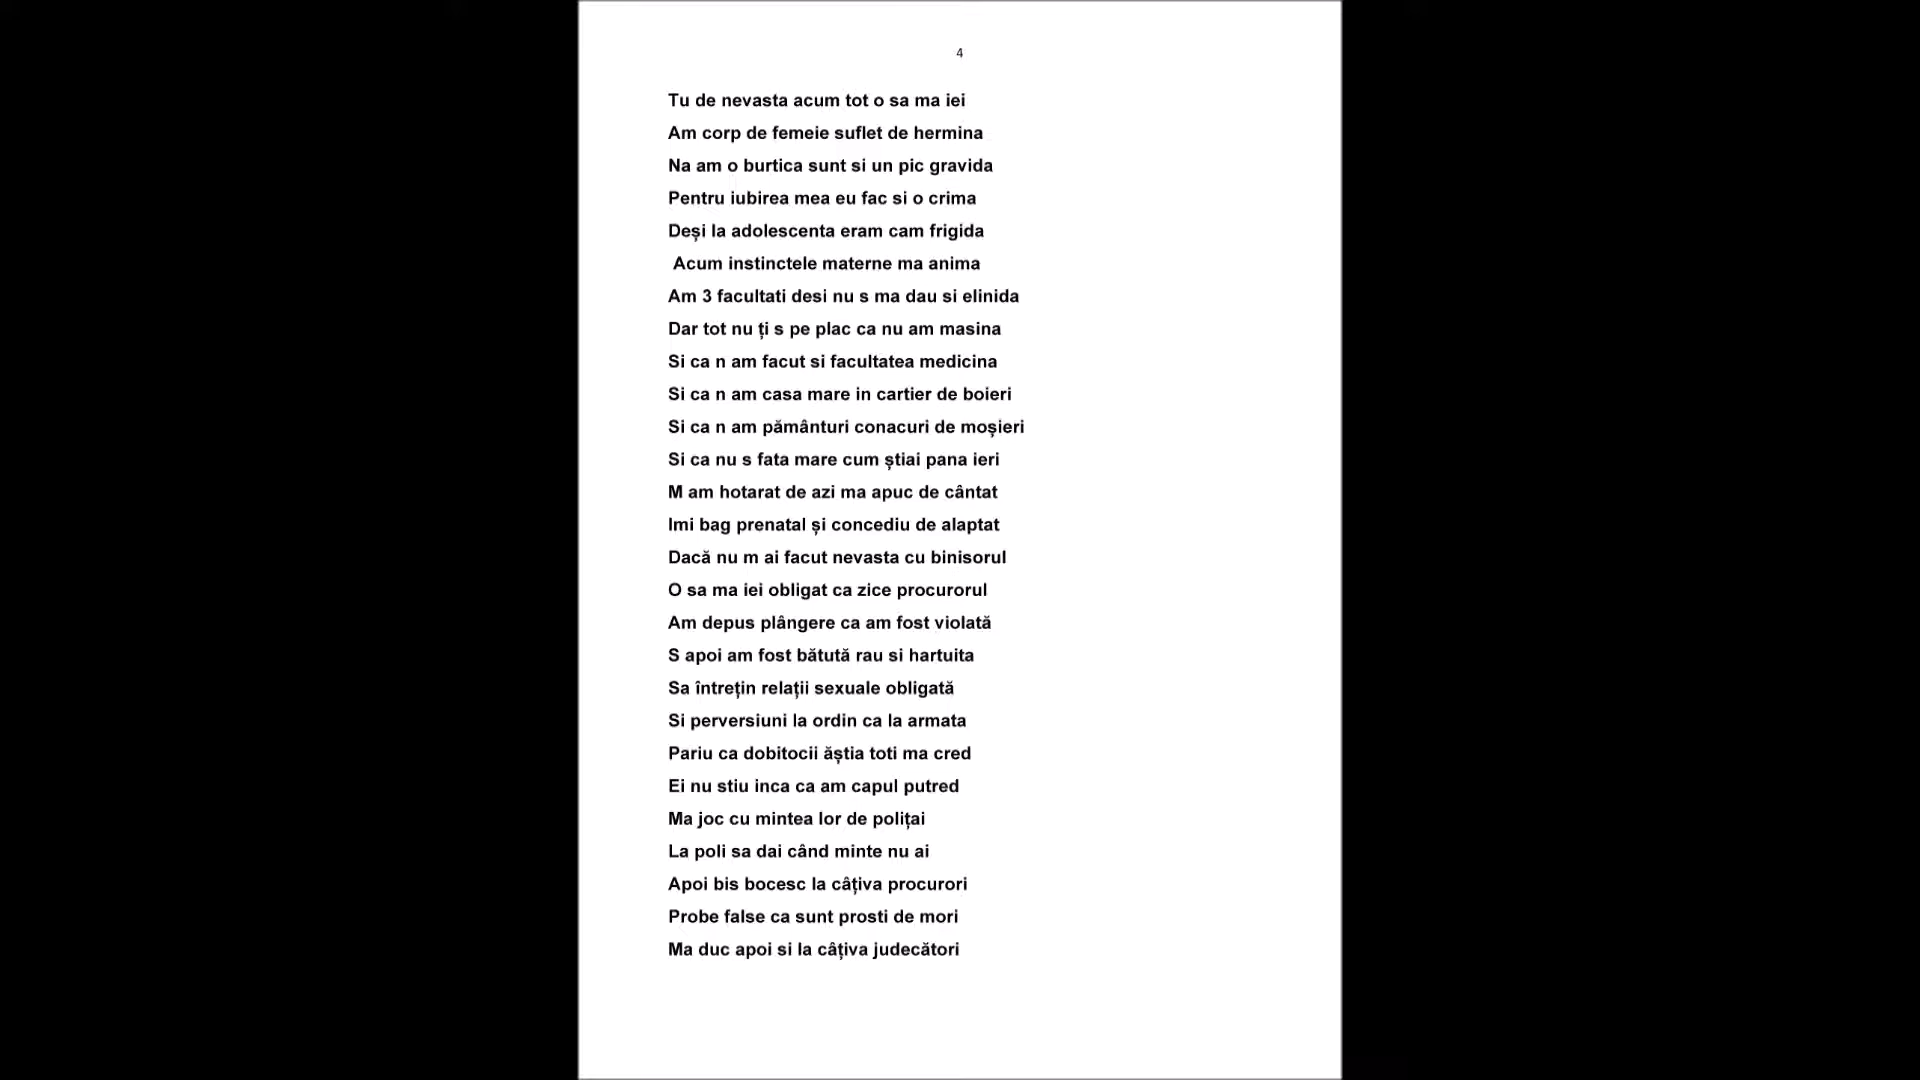 4
Tu de nevasta acum tot o sa ma iei
Am corp de femeie suflet de hermina
Na am o burtica sunt si un pic gravida
Pentru iubirea mea eu fac si o crima
Deși la adolescenta eram cam frigida
Acum instinctele materne ma anima
Am 3 facultati desi nu s ma dau si elinida
Dar tot nu ți s pe plac ca nu am masina
Si ca n am facut si facultatea medicina
Si ca n am casa mare in cartier de boieri
Si ca n am pământuri conacuri de moșieri
Si ca nu s fata mare cum știai pana ieri
M am hotarat de azi ma apuc de cântat
Imi bag prenatal și concediu de alaptat
Dacă nu m ai facut nevasta cu binisorul
O sa ma iei obligat ca zice procurorul
Am depus plângere ca am fost violată
S apoi am fost bătută rau si hartuita
Sa întrețin relații sexuale obligată
Si perversiuni la ordin ca la armata
Pariu ca dobitocii ăștia toti ma cred
Ei nu stiu inca ca am capul putred
Ma joc cu mintea lor de polițai
La poli sa dai când minte nu ai
Apoi bis bocesc la câțiva procurori
Probe false ca sunt prosti de mori
Ma duc apoi si la câțiva judecători